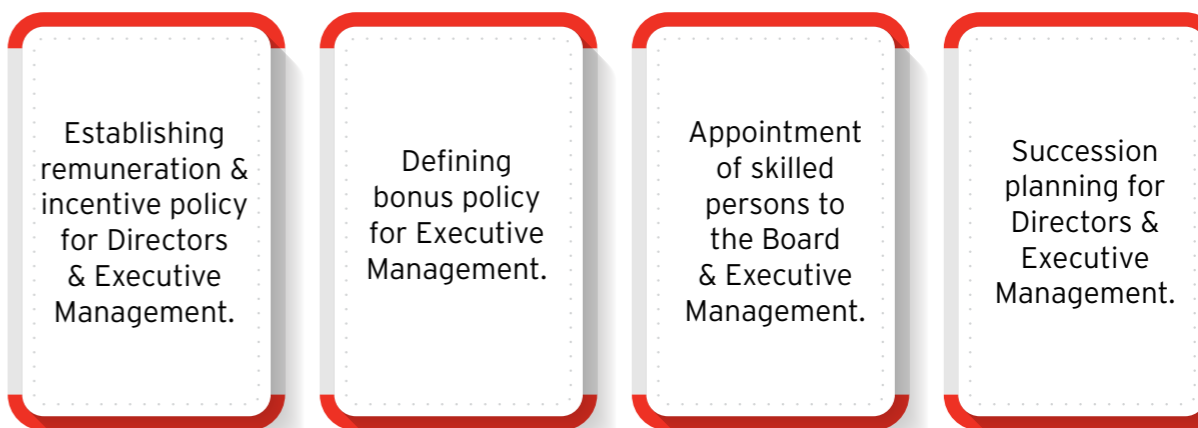 Establishing
remuneration &
incentive policy
for Directors
& Executive
Management.
Defining
bonus policy
for Executive
Management.
Appointment
of skilled
persons to
the Board
& Executive
Management.
Succession
planning for
Directors &
Executive
Management.